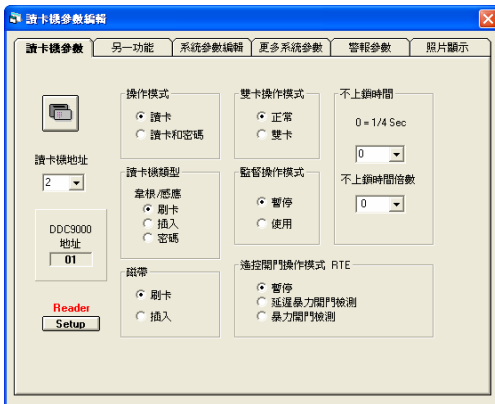 讀卡機參數編輯
讀卡機參數
另一功能
系統參數編輯
更多系統參數
警報參數
照片顯示
讀卡機地址
2
DDC9000
地址
01
Reader
Setup
操作模式
讀卡
讀卡和密碼
讀卡機類型
韋根/感應
刷卡
插入
密碼
磁帶
刷卡
插入
雙卡操作模式
正常
雙卡
監督操作模式
暫停
使用
不上鎖時間
0 = 1/4 Sec
0
不上鎖時間倍數
0
遙控開門操作模式 RTE
暫停
延遲暴力開門檢測
暴力開門檢測